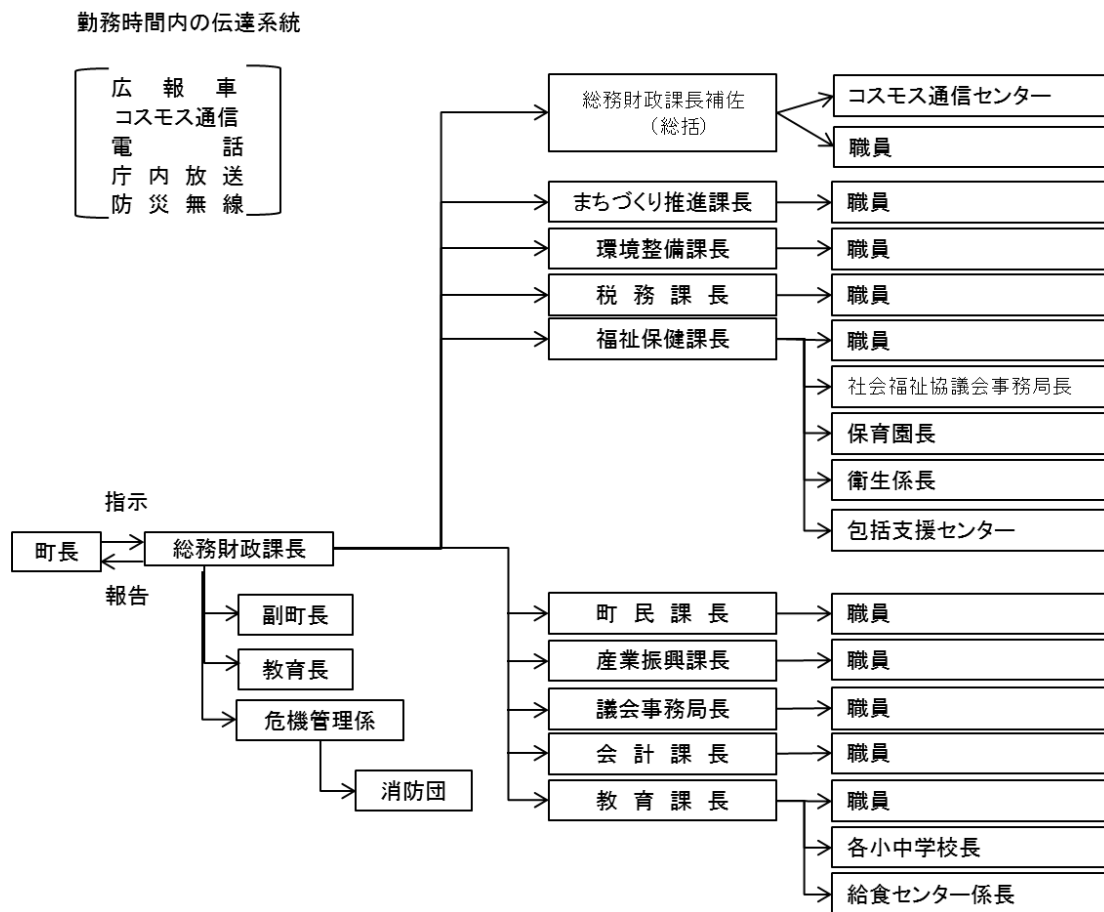 勤務時間内の伝達系統
広報車
コスモス通信
電話
庁内放送
防災無線
総務財政課長補佐
（総括）
コスモス通信センター
職員
まちづくり推進課長
職員
環境整備課長
職員
税務課長
職員
福祉保健課長
職員
社会福祉協議会事務局長
保育園長
衛生係長
包括支援センター
指示
町長
総務財政課長
報告
副町長
教育長
危機管理係
消防団
町民課長
職員
産業振興課長
職員
議会事務局長
職員
会計課長
職員
教育課長
職員
各小中学校長
給食センター係長